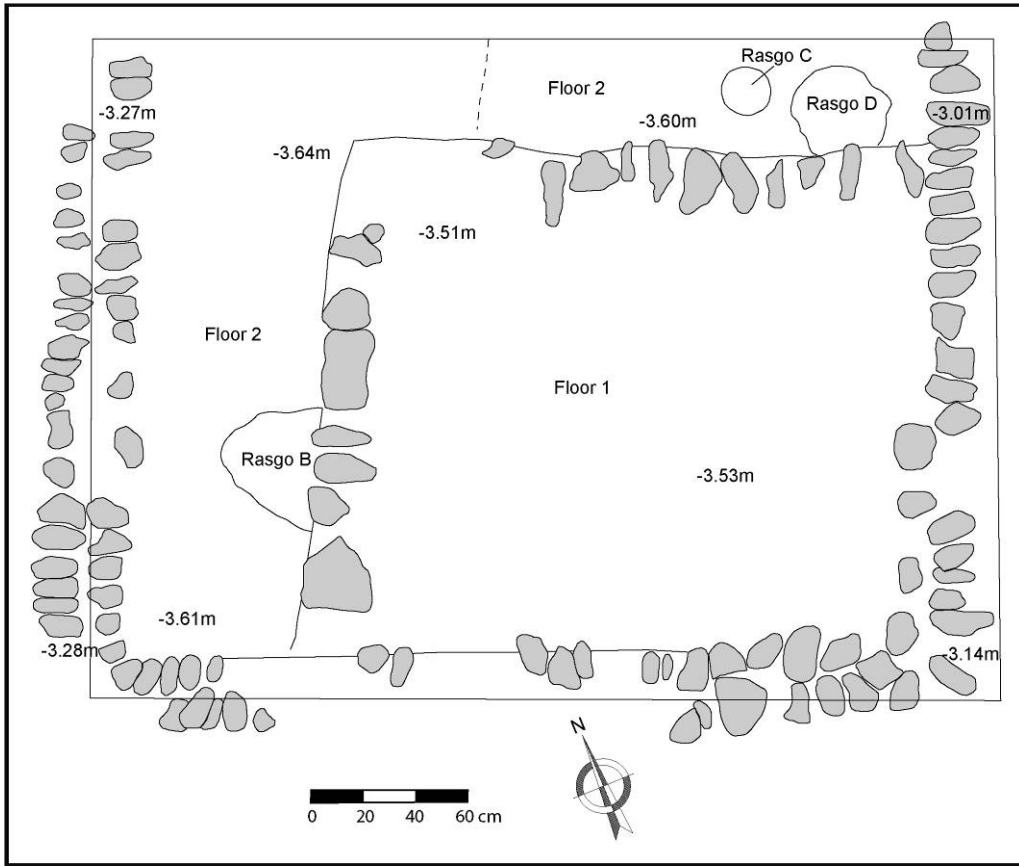 Rasgo C
Floor 2
Rasgo D
-3.27m
-3.01m
-3.60m
-3.64m
-3.51m
Floor 2
Floor 1
Rasgo B
-3.53m
-3.61m
-3.28m
-3.14m
N
0 20 40 60 cm